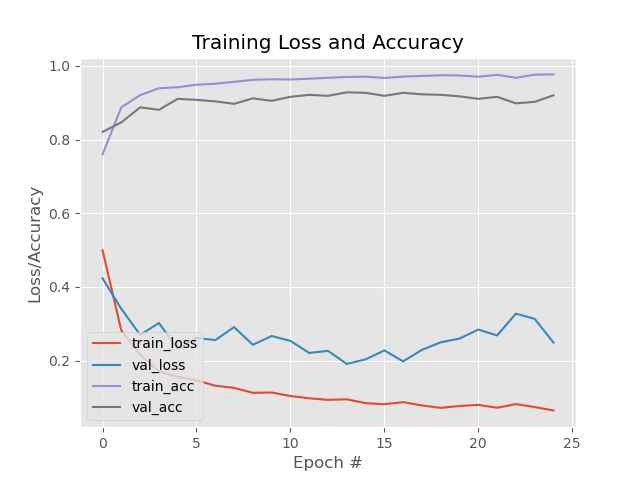 Training Loss and Accuracy
1.0
0.8
0.6
0.4
0.2
Loss/Accuracy
train_loss
val_loss
train_acc
val_acc
0 5 10 15 20 25
Epoch #